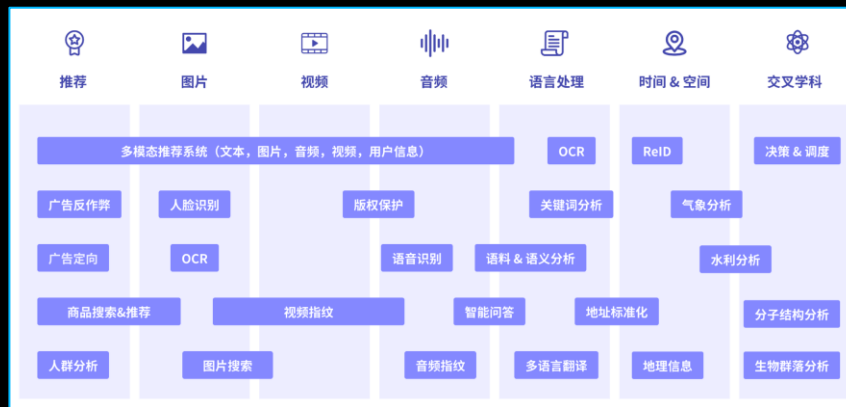 推荐
图片
视频
音频
语言处理
时间 & 空间
交叉学科
多模态推荐系统（文本，图片，音频，视频，用户信息）
OCR
ReID
决策 & 调度
广告反作弊
人脸识别
版权保护
关键词分析
气象分析
广告定向
OCR
语音识别
语料 & 语义分析
水利分析
商品搜索&推荐
视频指纹
智能问答
地址标准化
分子结构分析
人群分析
图片搜索
音频指纹
多语言翻译
地理信息
生物群落分析